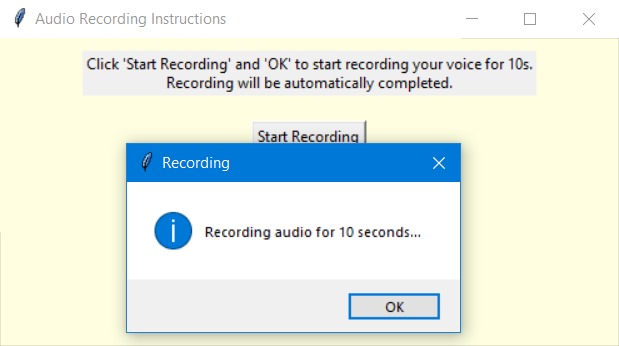 Audio Recording Instructions
Click 'Start Recording' and 'OK' to start recording your voice for 10s.
Recording will be automatically completed.
Start Recording
Recording
Recording audio for 10 seconds...
OK